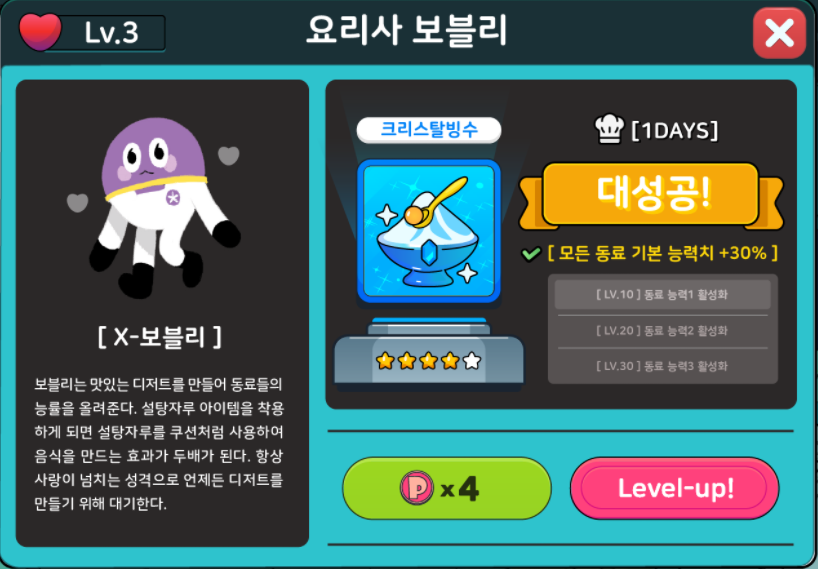 Lv.3
요리사 보블리
[ X-보블리 ]
보블리는 맛있는 디저트를 만들어 동료들의
능률을 올려준다. 설탕자루 아이템을 착용
하게 되면 설탕자루를 쿠션처럼 사용하여
음식을 만드는 효과가 두배가 된다. 항상
사랑이 넘치는 성격으로 언제든 디저트를
만들기 위해 대기한다.
크리스탈빙수
[1DAYS]
대성공!
[ 모든 동료 기본 능력치 +30% ]
[ LV.10 ] 동료 능력1 활성화
[ LV.20 ] 동료 능력2 활성화
[ LV.30 ] 동료 능력3 활성화
P x4
Level-up!